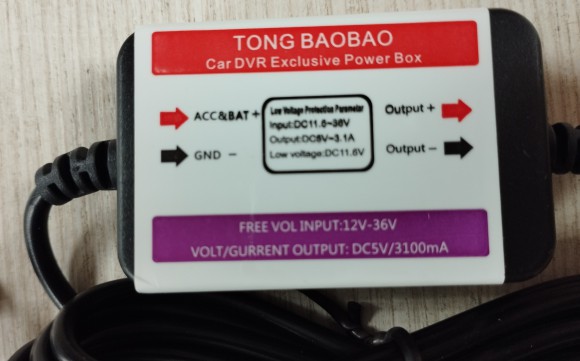 TONG BAOBAO
Car DVR Exclusive Power Box
ACC&BAT +
GND -
Low Voltage Protective Parameter
Input:DC11.6~36V
Output:DC5V~3.1A
Low voltage:DC11.6V
Output +
Output -
FREE VOL INPUT:12V-36V
VOLT/GURRENT OUTPUT: DC5V/3100mA